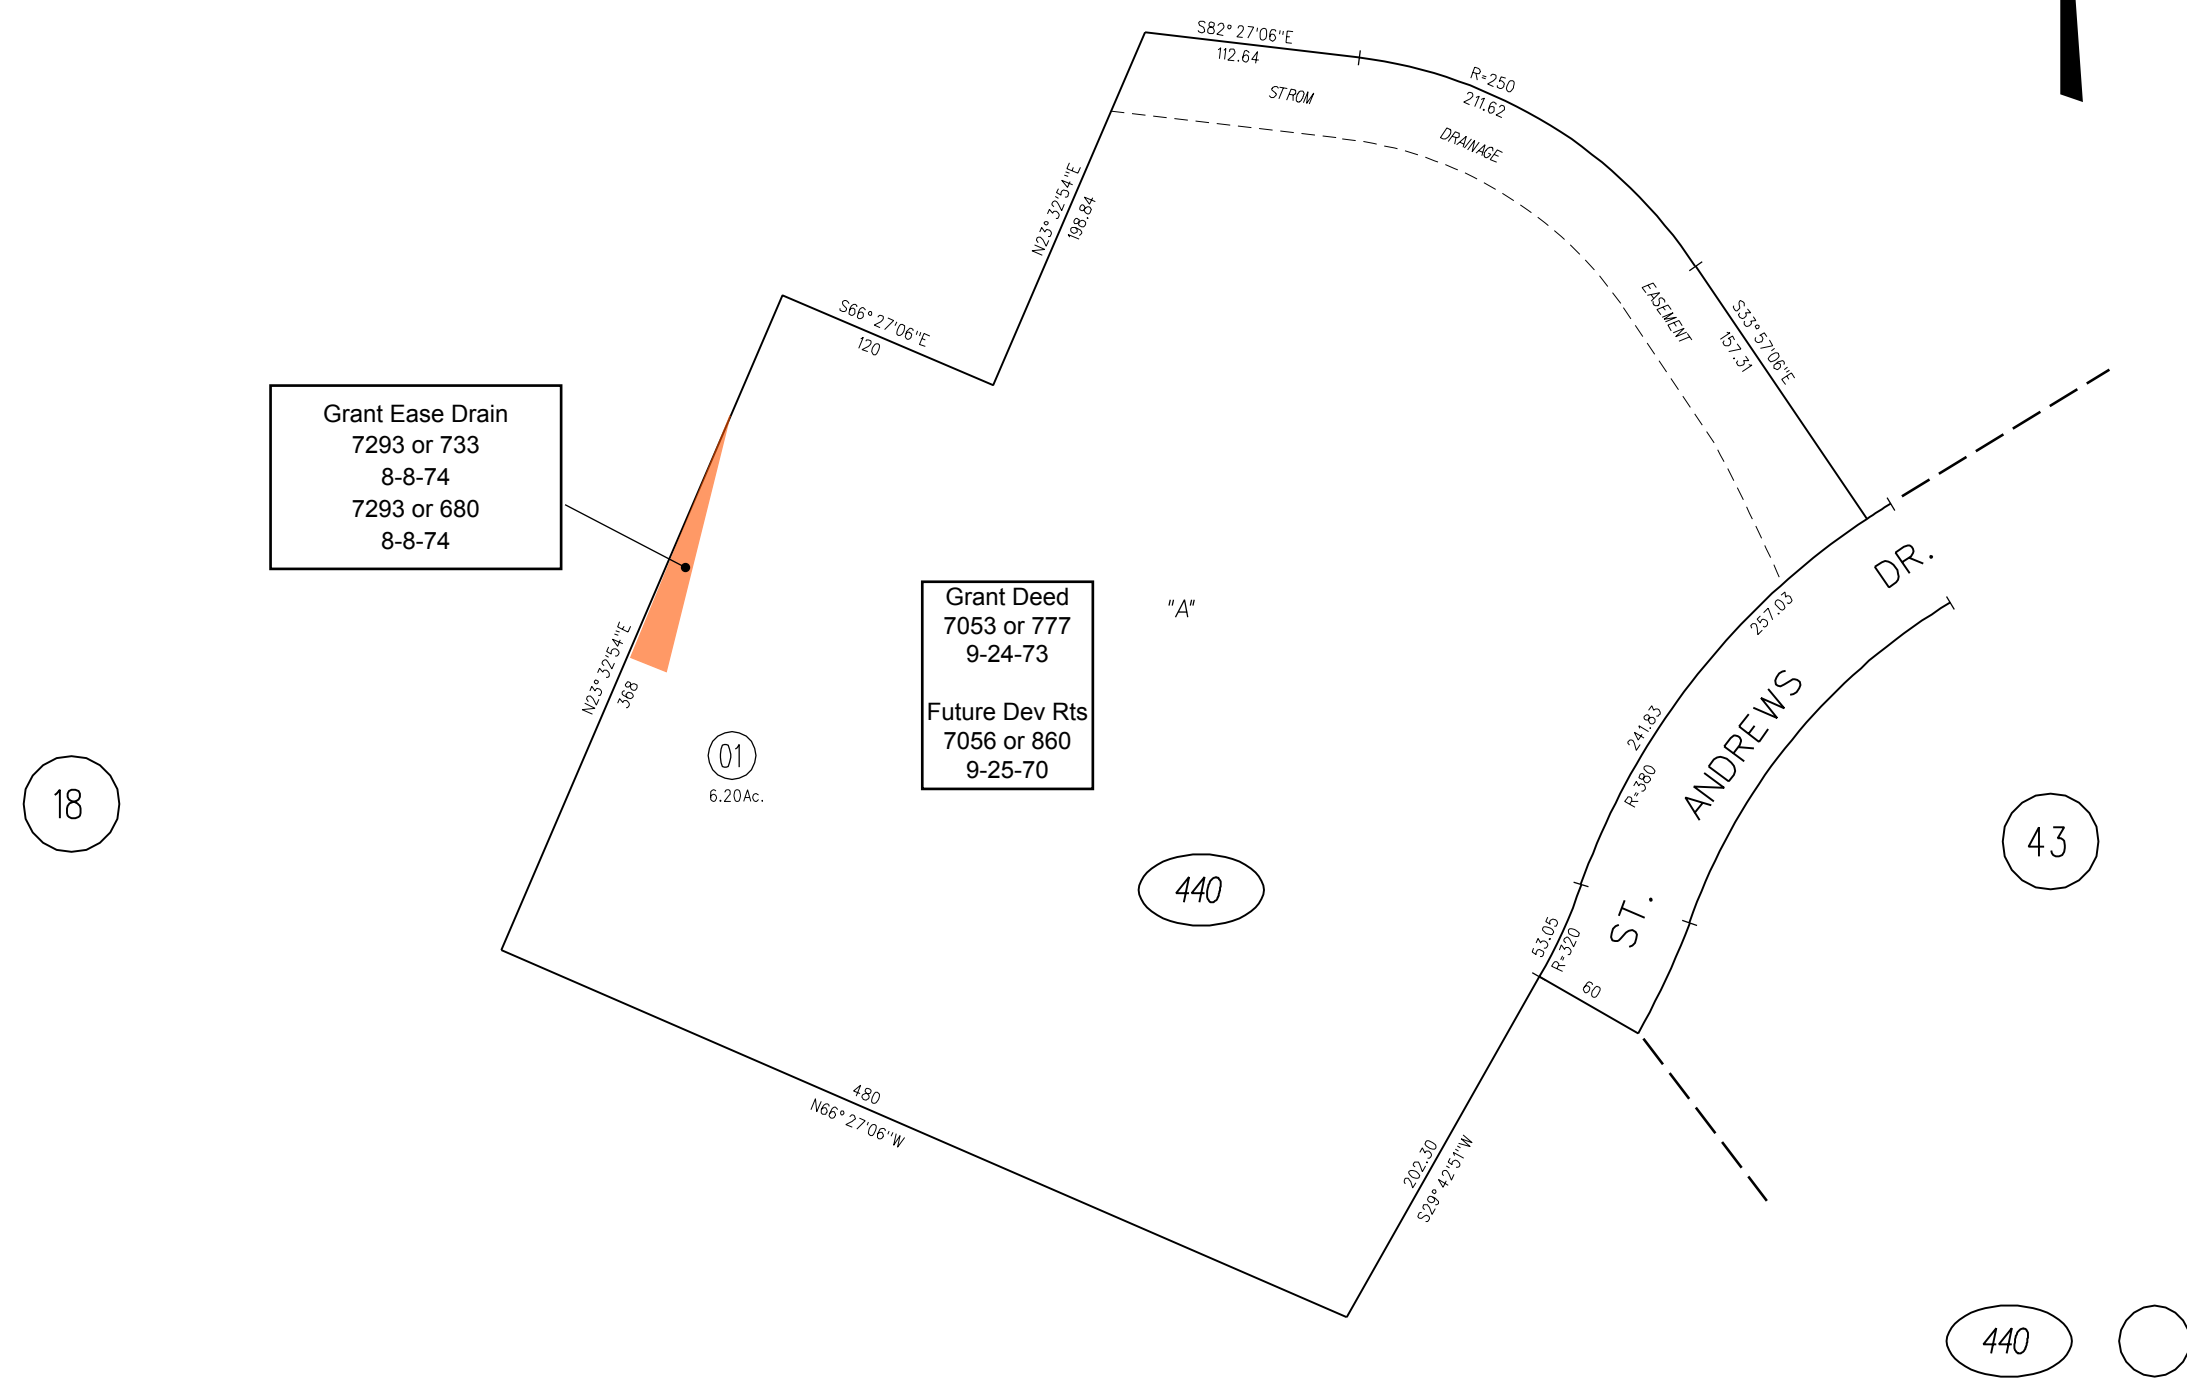 S82°27'06"E
112.64
R=250
211.62
STROM
DRAINAGE
EASEMENT
N23°32'54"E
198.84
S66°27'06"E
120
S33°57'06"E
157.31
Grant Ease Drain
7293 or 733
8-8-74
7293 or 680
8-8-74
N23°32'54"E
368
Grant Deed
7053 or 777
9-24-73
Future Dev Rts
7056 or 860
9-25-70
"A"
257.03
DR.
ANDREWS
ST.
241.83
R=380
01
6.20Ac.
18
43
440
53.05
R=320
60
480
N66°27'06"W
202.30
S29°42'51"W
440